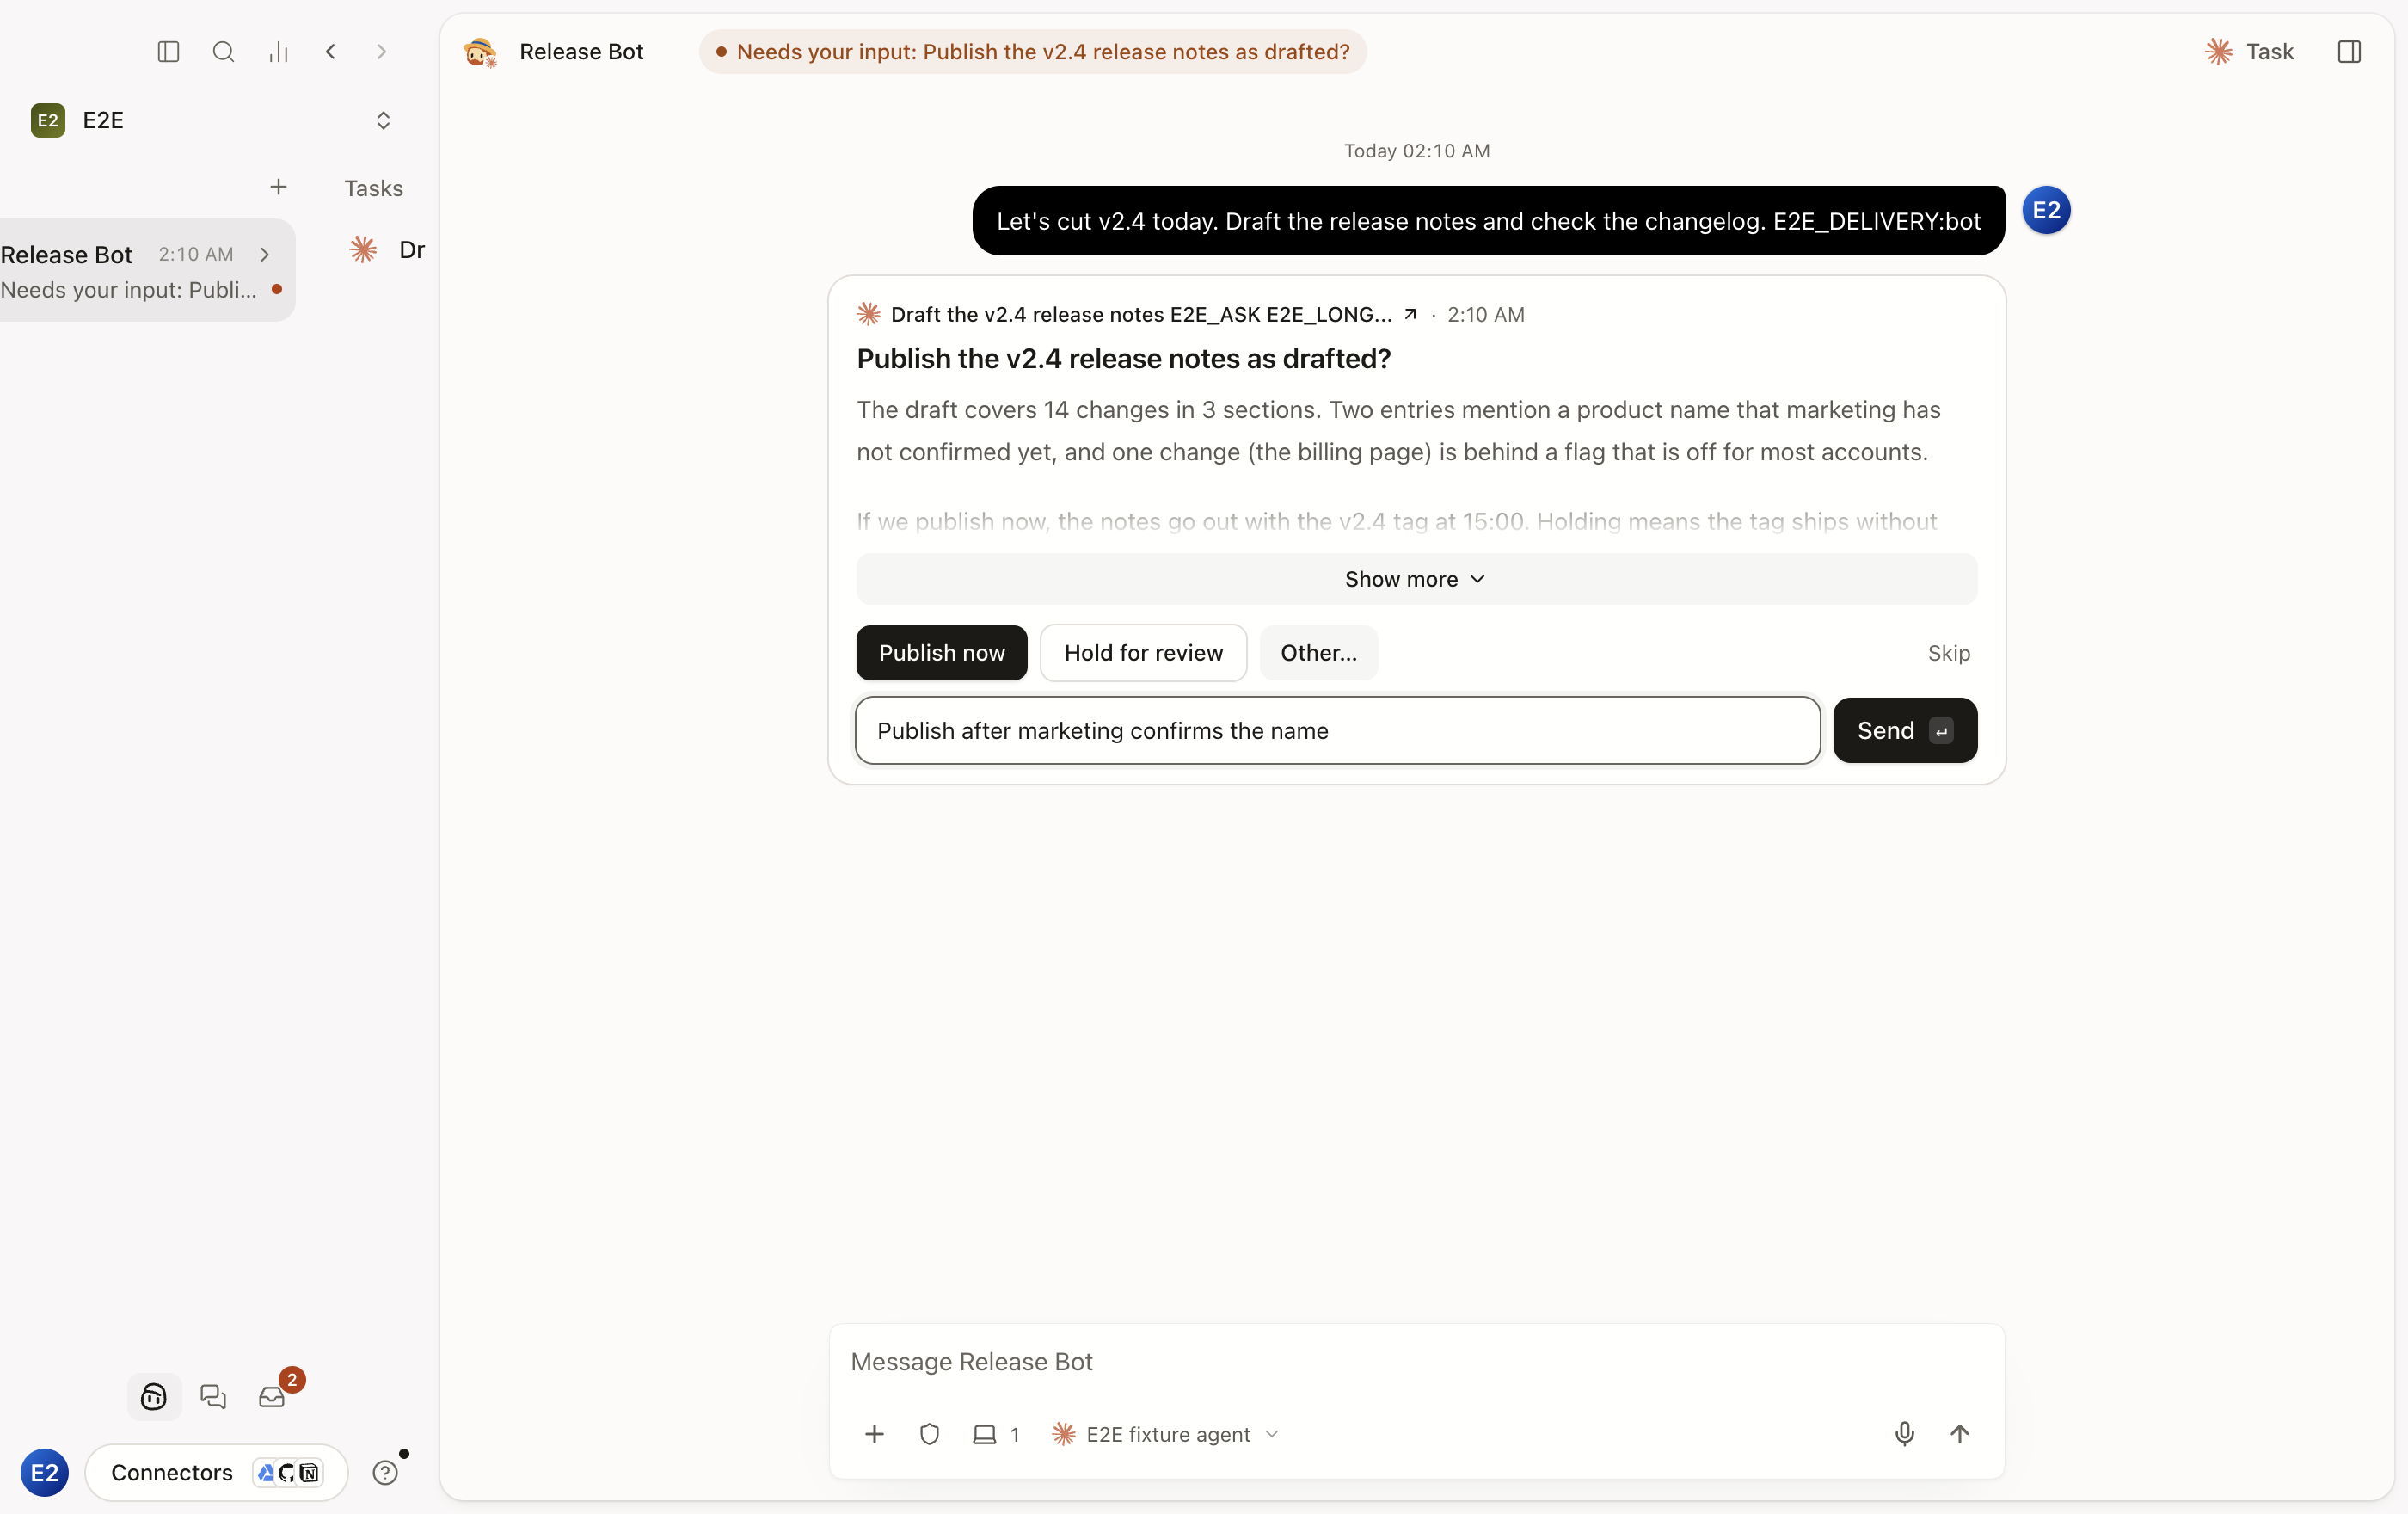 E2 E2E
Tasks
Release Bot 2:10 AM
Needs your input: Publi...
Dr
Release Bot
Needs your input: Publish the v2.4 release notes as drafted?
Task
Today 02:10 AM
Let's cut v2.4 today. Draft the release notes and check the changelog. E2E_DELIVERY:bot
E2
Draft the v2.4 release notes E2E_ASK E2E_LONG... · 2:10 AM
Publish the v2.4 release notes as drafted?
The draft covers 14 changes in 3 sections. Two entries mention a product name that marketing has
not confirmed yet, and one change (the billing page) is behind a flag that is off for most accounts.
If we publish now, the notes go out with the v2.4 tag at 15:00. Holding means the tag ships without
Show more
Publish now Hold for review Other... Skip
Publish after marketing confirms the name
Send
Message Release Bot
1 E2E fixture agent
2
E2 Connectors